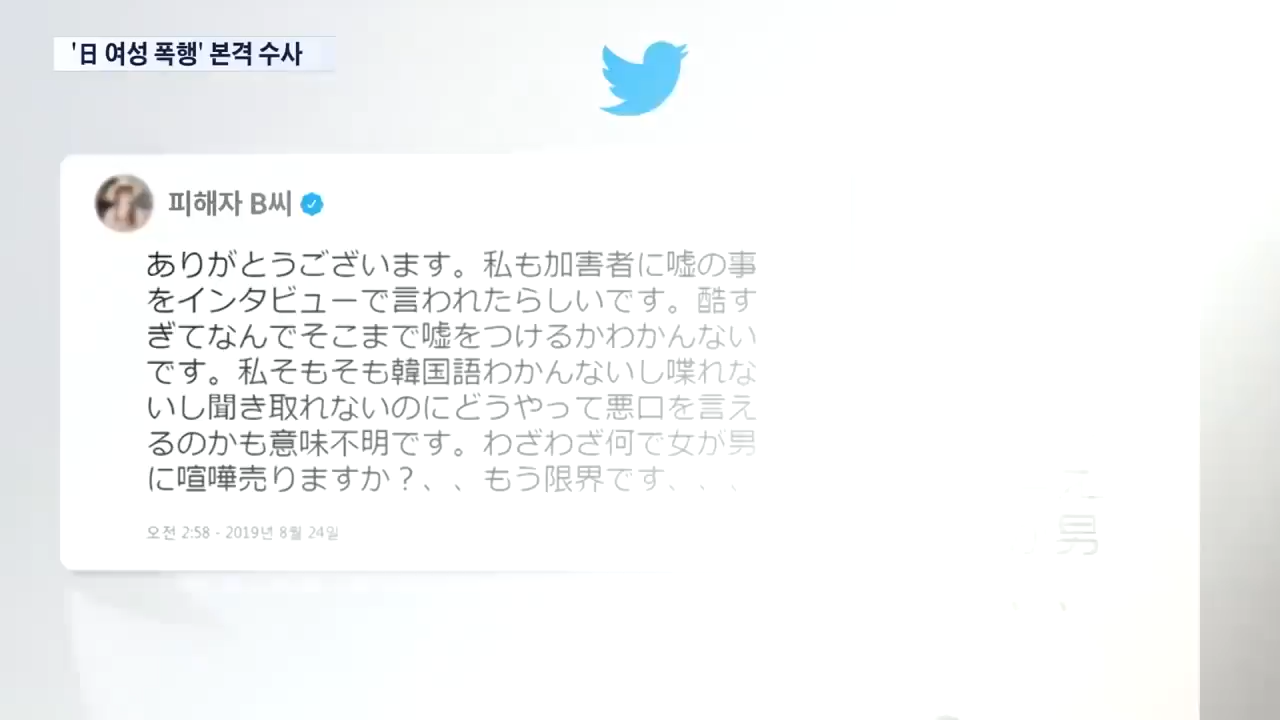 '日 여성 폭행' 본격 수사
피해자 B씨
ありがとうございます。私も加害者に嘘の事
をインタビューで言われたらしいです。酷す
ぎてなんでそこまで嘘をつけるかわかんない
です。私そもそも韓国語わかんないし喋れな
いし聞き取れないのにどうやって悪口を言え
るのかも意味不明です。わざわざ何で女が男
に喧嘩売りますか？、、もう限界です、、、
오전 2:58 - 2019년 8월 24일
男